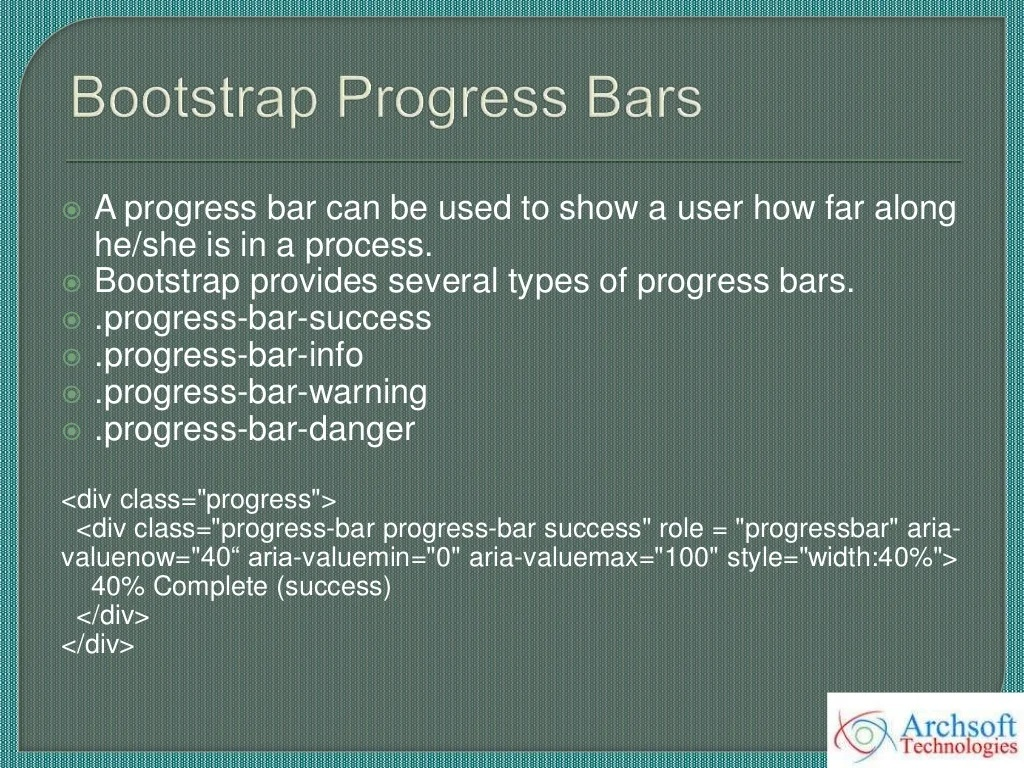 Bootstrap Progress Bars
A progress bar can be used to show a user how far along
he/she is in a process.
Bootstrap provides several types of progress bars.
.progress-bar-success
.progress-bar-info
.progress-bar-warning
.progress-bar-danger
<div class="progress">
<div class="progress-bar progress-bar success" role = "progressbar" aria-
valuenow="40“ aria-valuemin="0" aria-valuemax="100" style="width:40%">
40% Complete (success)
</div>
</div>
Archsoft
Technologies